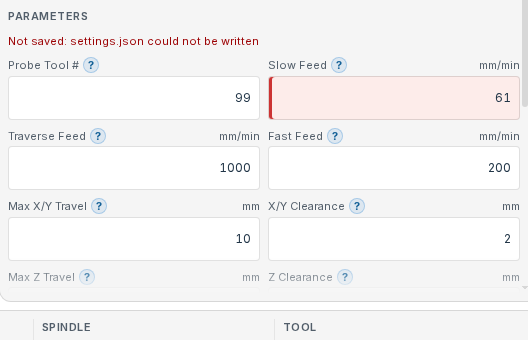 PARAMETERS
Not saved: settings.json could not be written
Probe Tool # ? Slow Feed ? mm/min
99 61
Traverse Feed ? mm/min Fast Feed ? mm/min
1000 200
Max X/Y Travel ? mm X/Y Clearance ? mm
10 2
Max Z Travel ? mm Z Clearance ? mm
SPINDLE TOOL